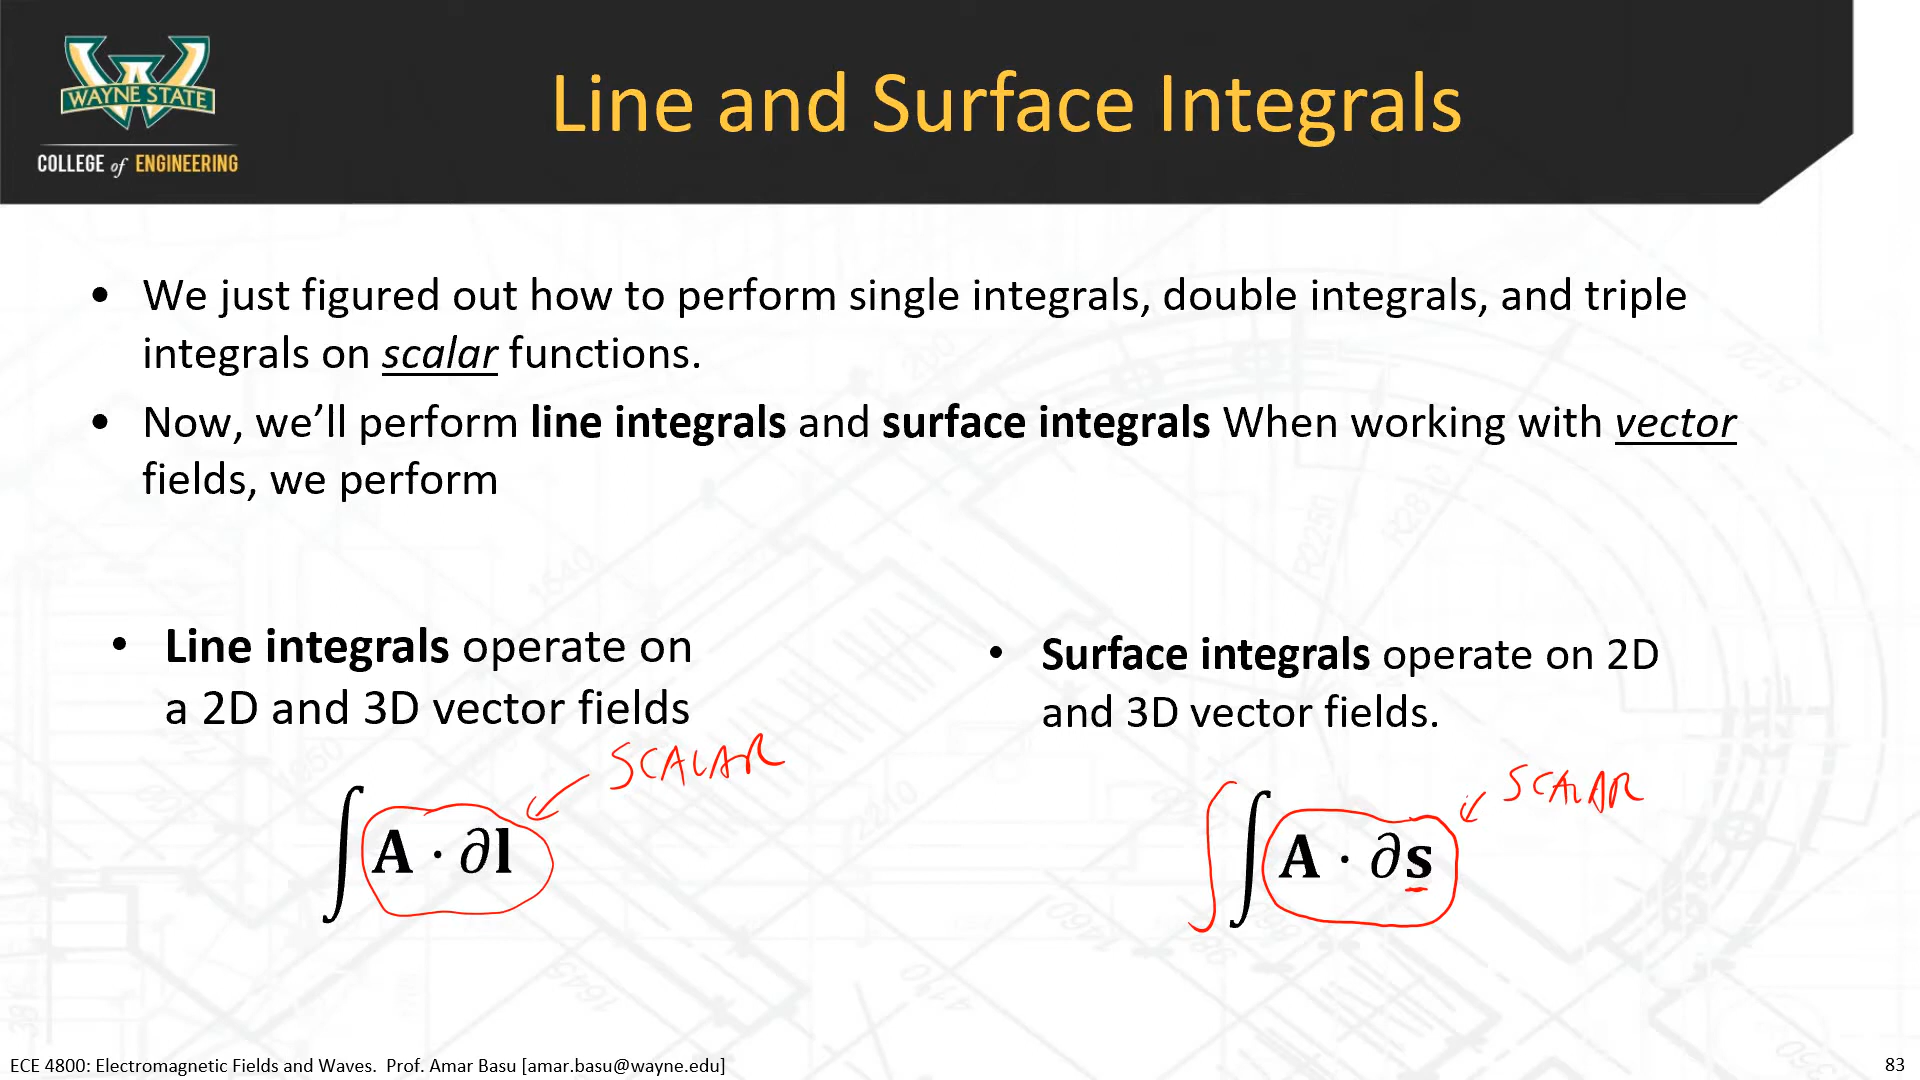 WAYNE STATE
COLLEGE of ENGINEERING
Line and Surface Integrals
• We just figured out how to perform single integrals, double integrals, and triple
integrals on scalar functions.
• Now, we’ll perform line integrals and surface integrals When working with vector
fields, we perform
• Line integrals operate on
a 2D and 3D vector fields
SCALAR
∫ A · ∂l
• Surface integrals operate on 2D
and 3D vector fields.
SCALAR
∫∫ A · ∂s
ECE 4800: Electromagnetic Fields and Waves. Prof. Amar Basu [amar.basu@wayne.edu]
83